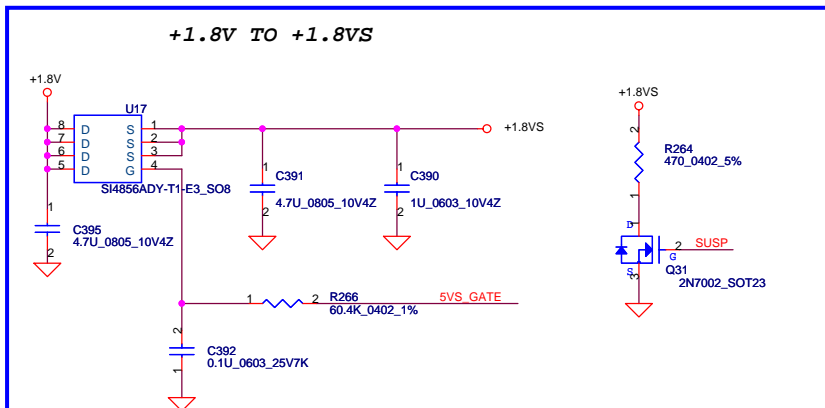 +1.8V TO +1.8VS
+1.8V
U17
8 D S 1
7 D S 2
6 D S 3
5 D G 4
SI4856ADY-T1-E3_SO8
+1.8VS
1
C395
4.7U_0805_10V4Z
2
1
C391
4.7U_0805_10V4Z
2
1
C390
1U_0603_10V4Z
2
1 R266 2
60.4K_0402_1%
5VS_GATE
2
C392
0.1U_0603_25V7K
1
+1.8VS
2
R264
470_0402_5%
1
D 1
2 SUSP
G
S 3
Q31
2N7002_SOT23